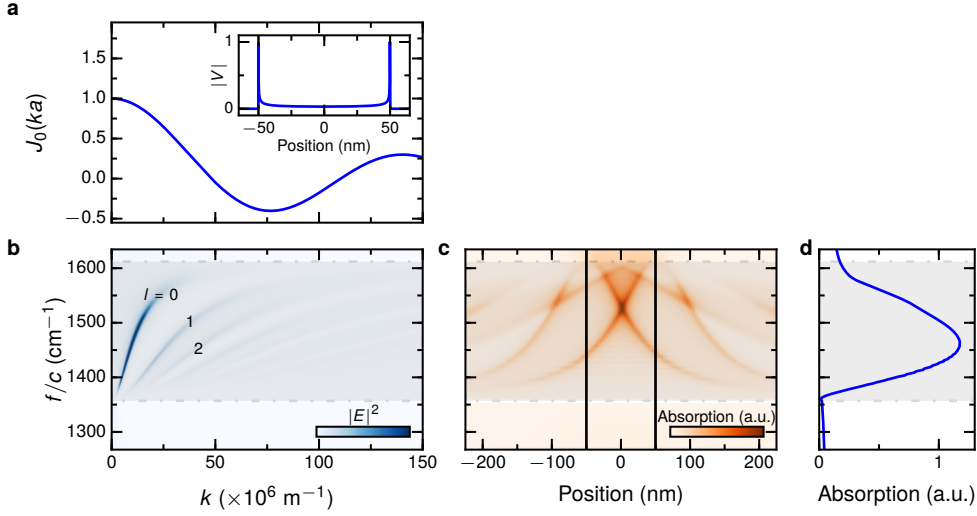 a
J₀(ka)
1.5
1.0
0.5
0.0
−0.5
|V|
1
0
−50 0 50
Position (nm)
b
f/c (cm⁻¹)
1600
1500
1400
1300
l = 0
1
2
|E|²
0 50 100 150
k (×10⁶ m⁻¹)
c
Absorption (a.u.)
−200 −100 0 100 200
Position (nm)
d
0 1
Absorption (a.u.)